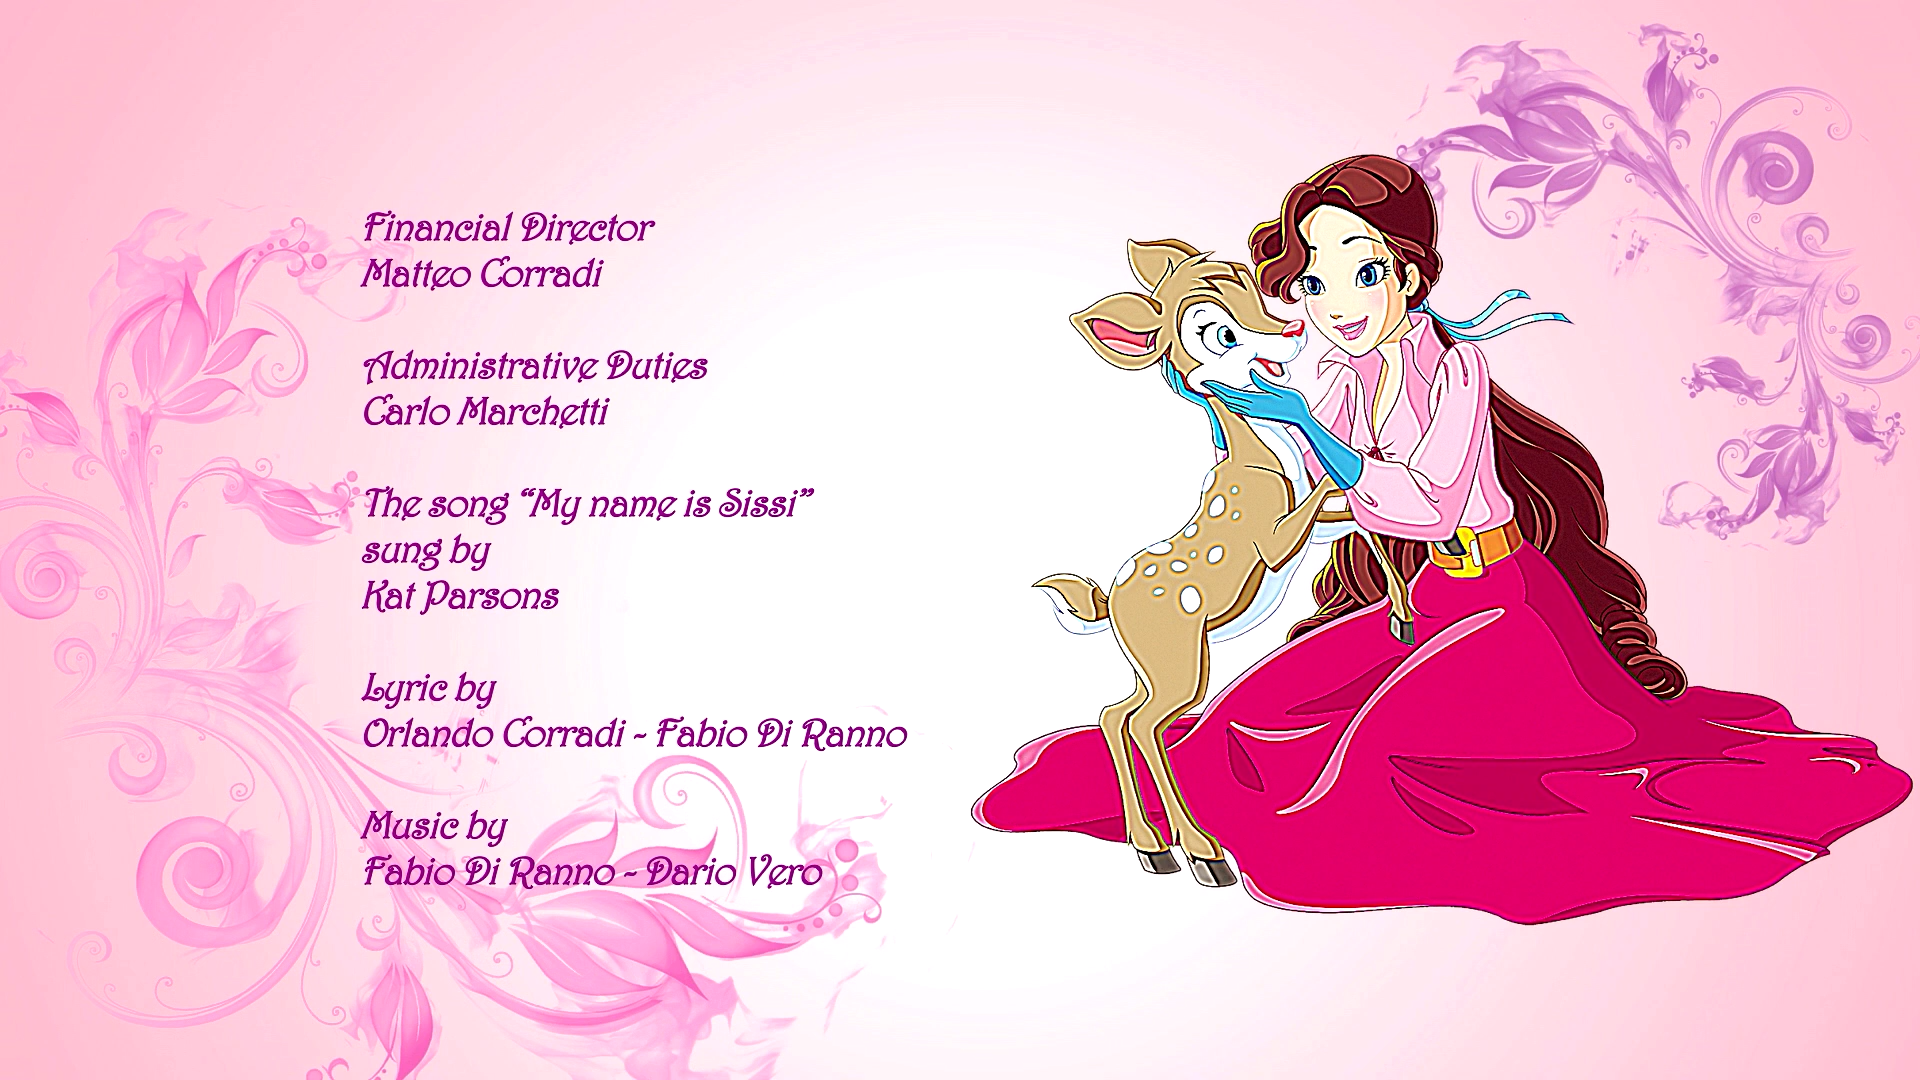 Financial Director
Matteo Corradi
Administrative Duties
Carlo Marchetti
The song “My name is Sissi”
sung by
Kat Parsons
Lyric by
Orlando Corradi - Fabio Di Ranno
Music by
Fabio Di Ranno - Dario Vero